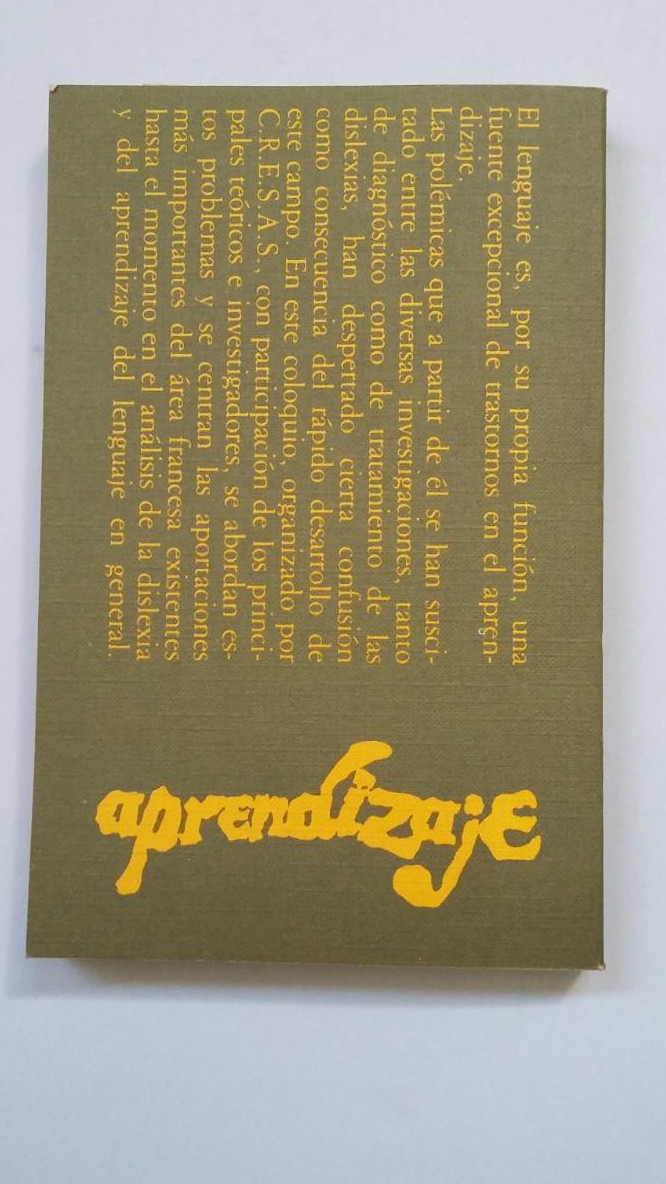 El lenguaje es, por su propia función, una
fuente excepcional de trastornos en el apren-
dizaje.
Las polémicas que a partir de él se han susci-
tado entre las diversas investigaciones, tanto
de diagnóstico como de tratamiento de las
dislexias, han despertado cierta confusión
como consecuencia del rápido desarrollo de
este campo. En este coloquio, organizado por
C.R.E.S.A.S., con participación de los princi-
pales teóricos e investigadores, se abordan es-
tos problemas y se centran las aportaciones
más importantes del área francesa existentes
hasta el momento en el análisis de la dislexia
y del aprendizaje del lenguaje en general.
aprendizaje